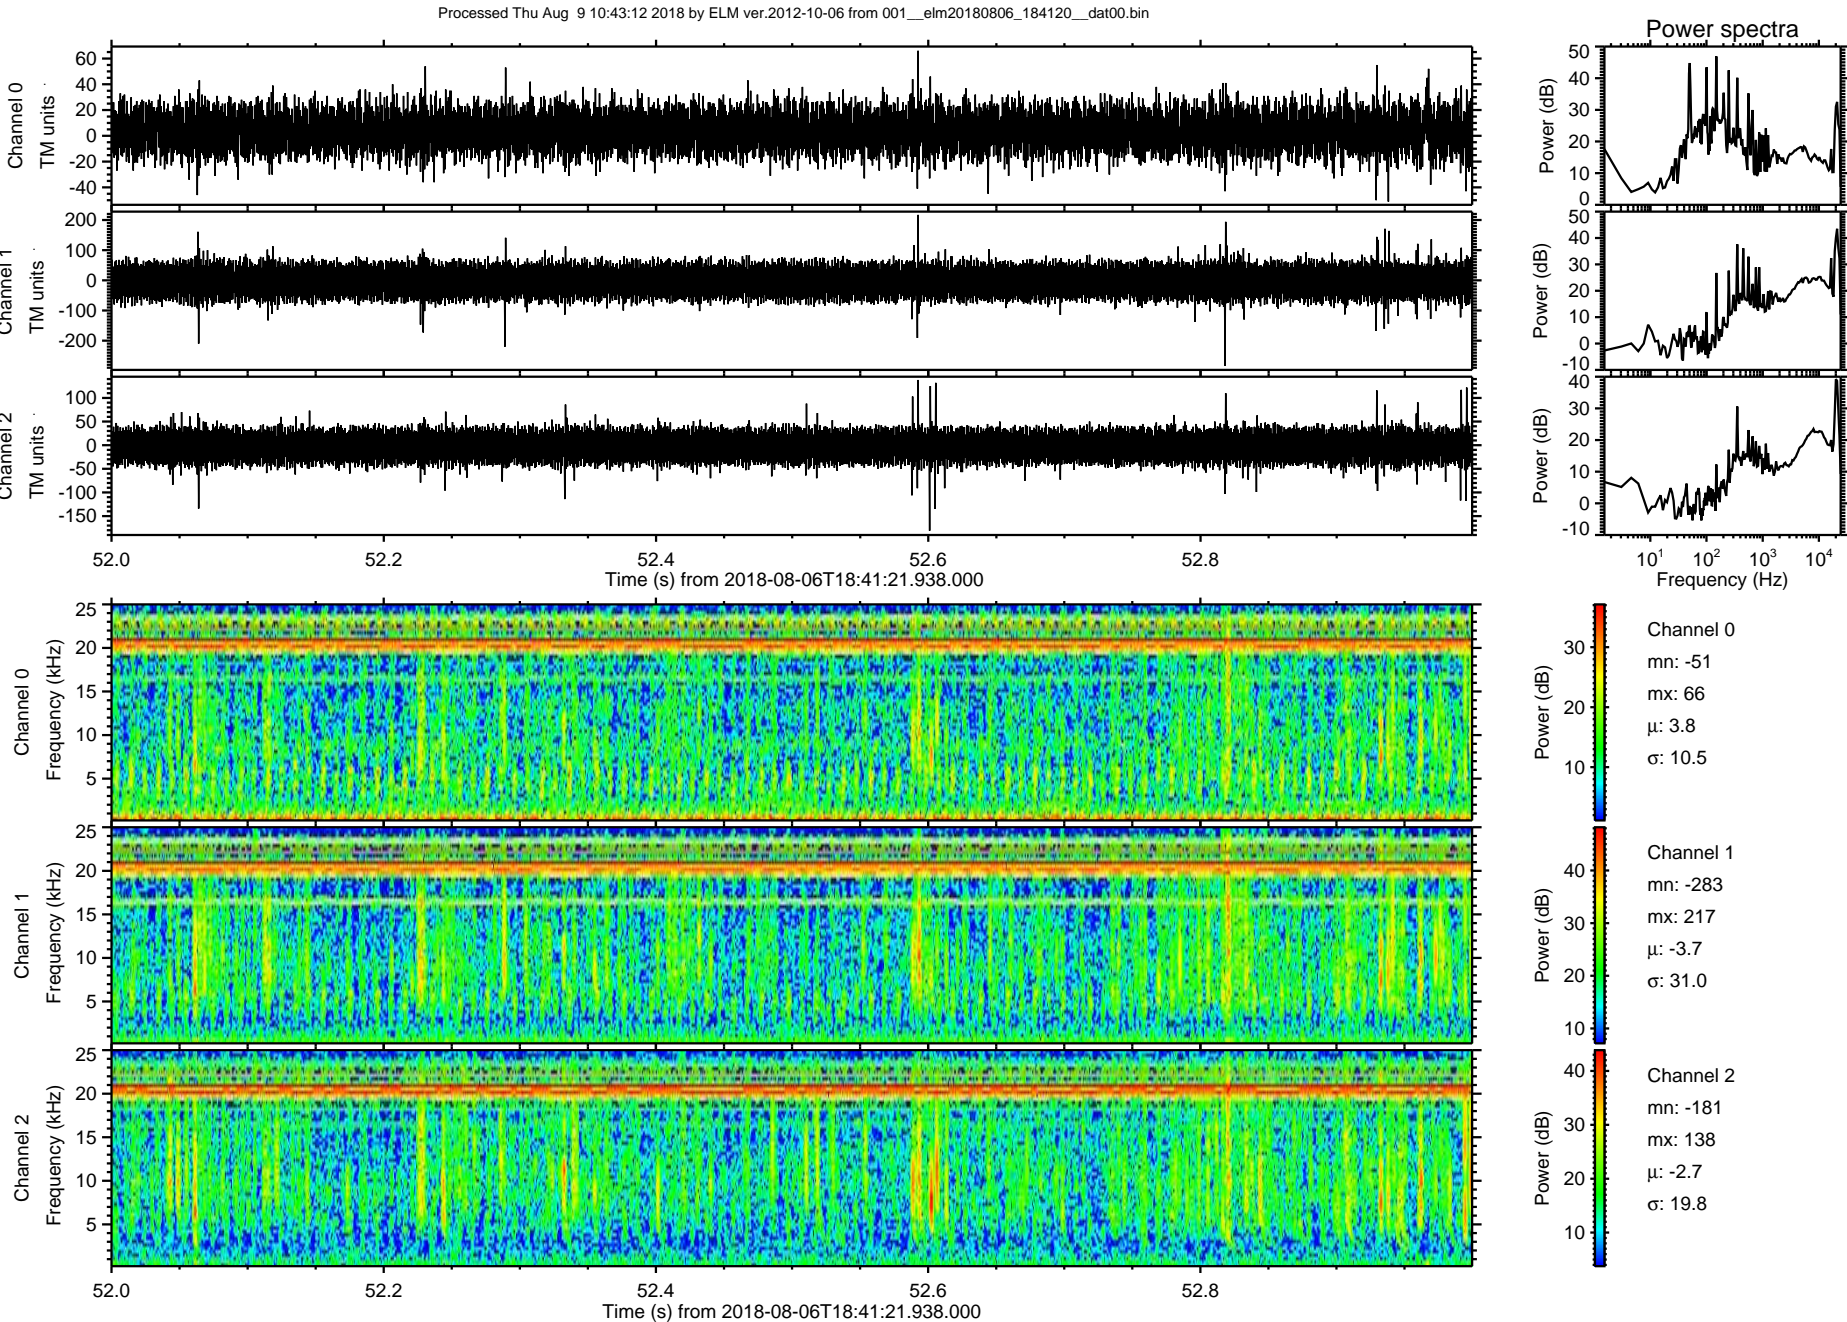 Processed Thu Aug  9 10:43:12 2018 by ELM ver.2012-10-06 from 001__elm20180806_184120__dat00.bin
Power spectra
Channel 0
TM units
60
40
20
0
-20
-40
Power (dB)
50
40
30
20
10
0
Channel 1
TM units
200
100
0
-100
-200
Power (dB)
50
40
30
20
10
0
-10
Channel 2
TM units
100
50
0
-50
-100
-150
Power (dB)
40
30
20
10
0
-10
52.0 52.2 52.4 52.6 52.8
Time (s) from 2018-08-06T18:41:21.938.000
10^1 10^2 10^3 10^4
Frequency (Hz)
Channel 0
Frequency (kHz)
25
20
15
10
5
Power (dB)
30
20
10
Channel 0
mn: -51
mx: 66
μ: 3.8
σ: 10.5
Channel 1
Frequency (kHz)
25
20
15
10
5
Power (dB)
40
30
20
10
Channel 1
mn: -283
mx: 217
μ: -3.7
σ: 31.0
Channel 2
Frequency (kHz)
25
20
15
10
5
Power (dB)
40
30
20
10
Channel 2
mn: -181
mx: 138
μ: -2.7
σ: 19.8
52.0 52.2 52.4 52.6 52.8
Time (s) from 2018-08-06T18:41:21.938.000